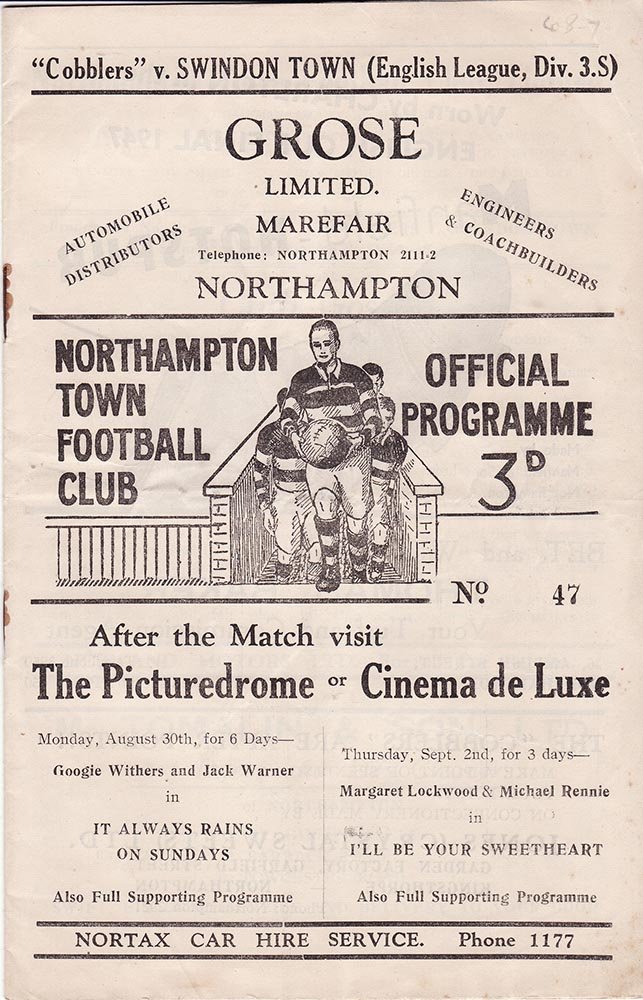 "Cobblers" v. SWINDON TOWN (English League, Div. 3.S)
GROSE
LIMITED.
AUTOMOBILE
DISTRIBUTORS
MAREFAIR
ENGINEERS
& COACHBUILDERS
Telephone: NORTHAMPTON 2111-2
NORTHAMPTON
NORTHAMPTON
TOWN
FOOTBALL
CLUB
OFFICIAL
PROGRAMME
3D
No 47
After the Match visit
The Picturedrome or Cinema de Luxe
Monday, August 30th, for 6 Days—
Googie Withers and Jack Warner
in
IT ALWAYS RAINS
ON SUNDAYS
Also Full Supporting Programme
Thursday, Sept. 2nd, for 3 days—
Margaret Lockwood & Michael Rennie
in
I'LL BE YOUR SWEETHEART
Also Full Supporting Programme
NORTAX CAR HIRE SERVICE. Phone 1177